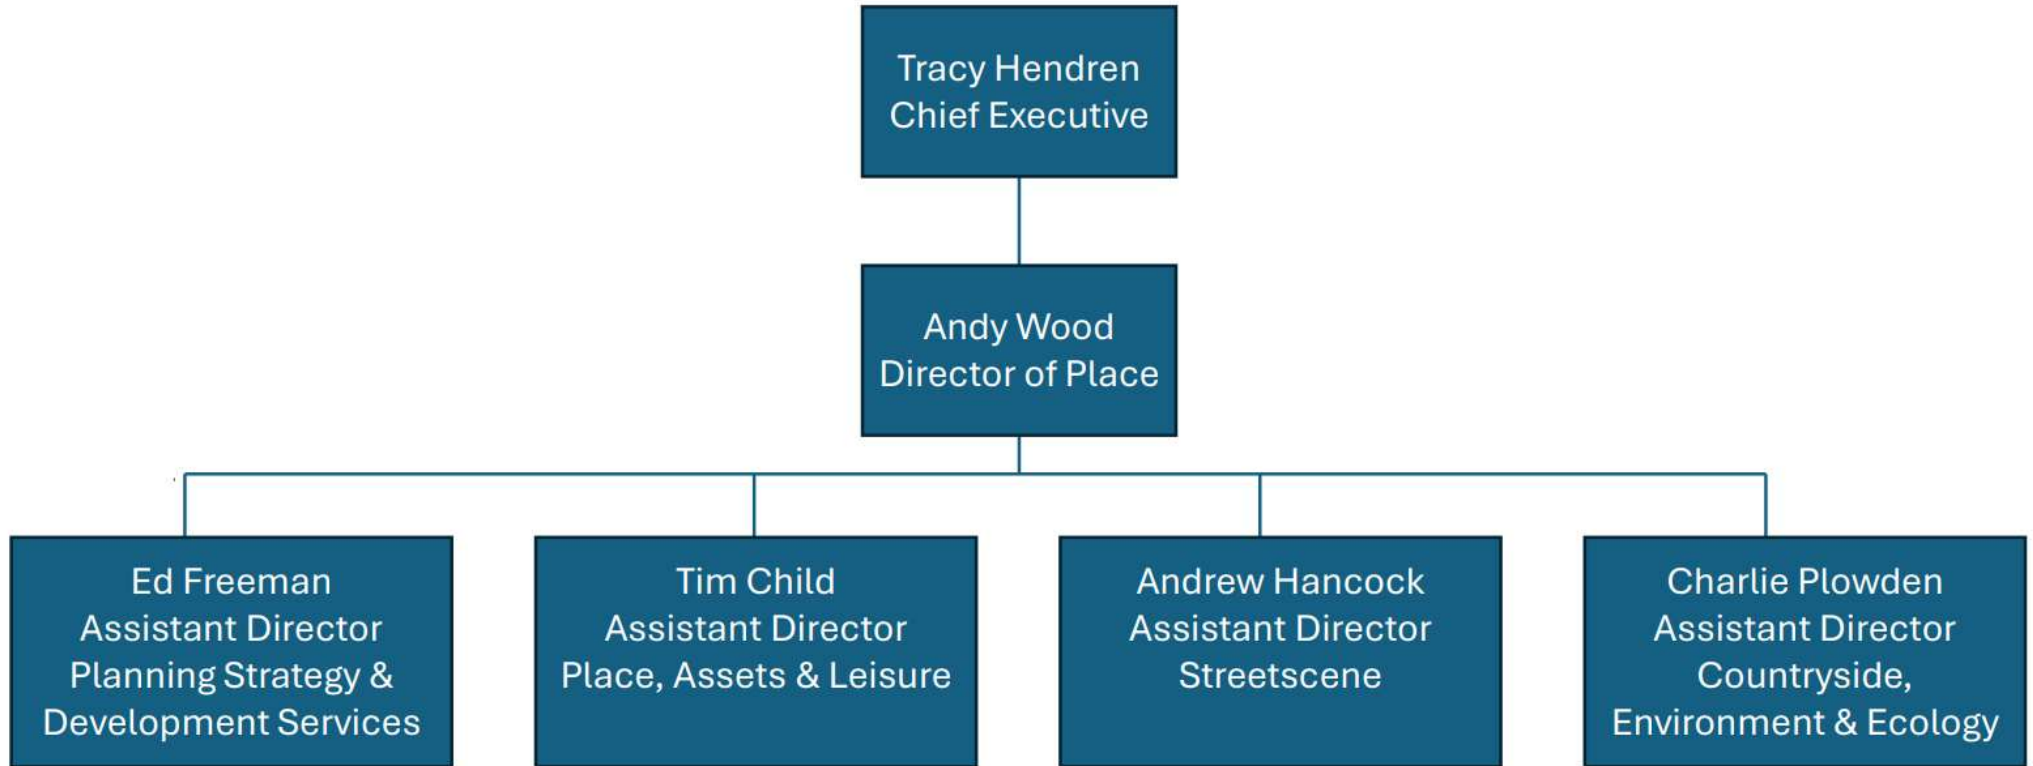 Tracy Hendren
Chief Executive
Andy Wood
Director of Place
Ed Freeman
Assistant Director
Planning Strategy &
Development Services
Tim Child
Assistant Director
Place, Assets & Leisure
Andrew Hancock
Assistant Director
Streetscene
Charlie Plowden
Assistant Director
Countryside,
Environment & Ecology